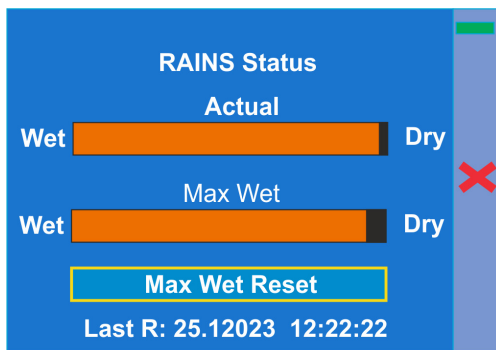 RAINS Status
Actual
Wet Dry
Max Wet
Wet Dry
Max Wet Reset
Last R: 25.12023 12:22:22